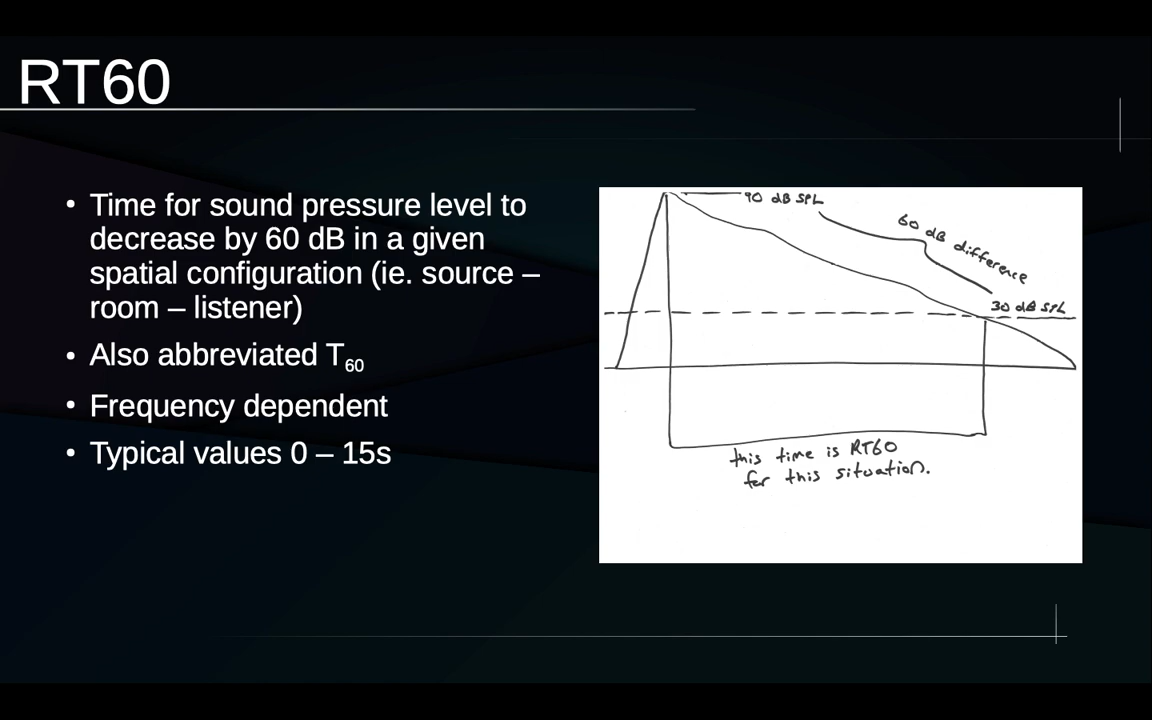 RT60
• Time for sound pressure level to
decrease by 60 dB in a given
spatial configuration (ie. source –
room – listener)
• Also abbreviated T60
• Frequency dependent
• Typical values 0 – 15s
90 dB SPL
60 dB difference
30 dB SPL
this time is RT60
for this situation.